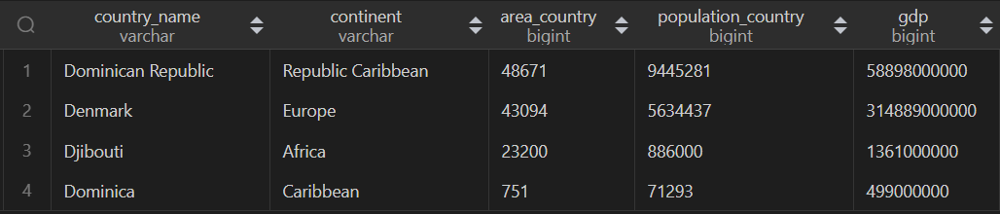 country_name continent area_country population_country gdp
varchar varchar bigint bigint bigint
1 Dominican Republic Republic Caribbean 48671 9445281 58898000000
2 Denmark Europe 43094 5634437 314889000000
3 Djibouti Africa 23200 886000 1361000000
4 Dominica Caribbean 751 71293 499000000